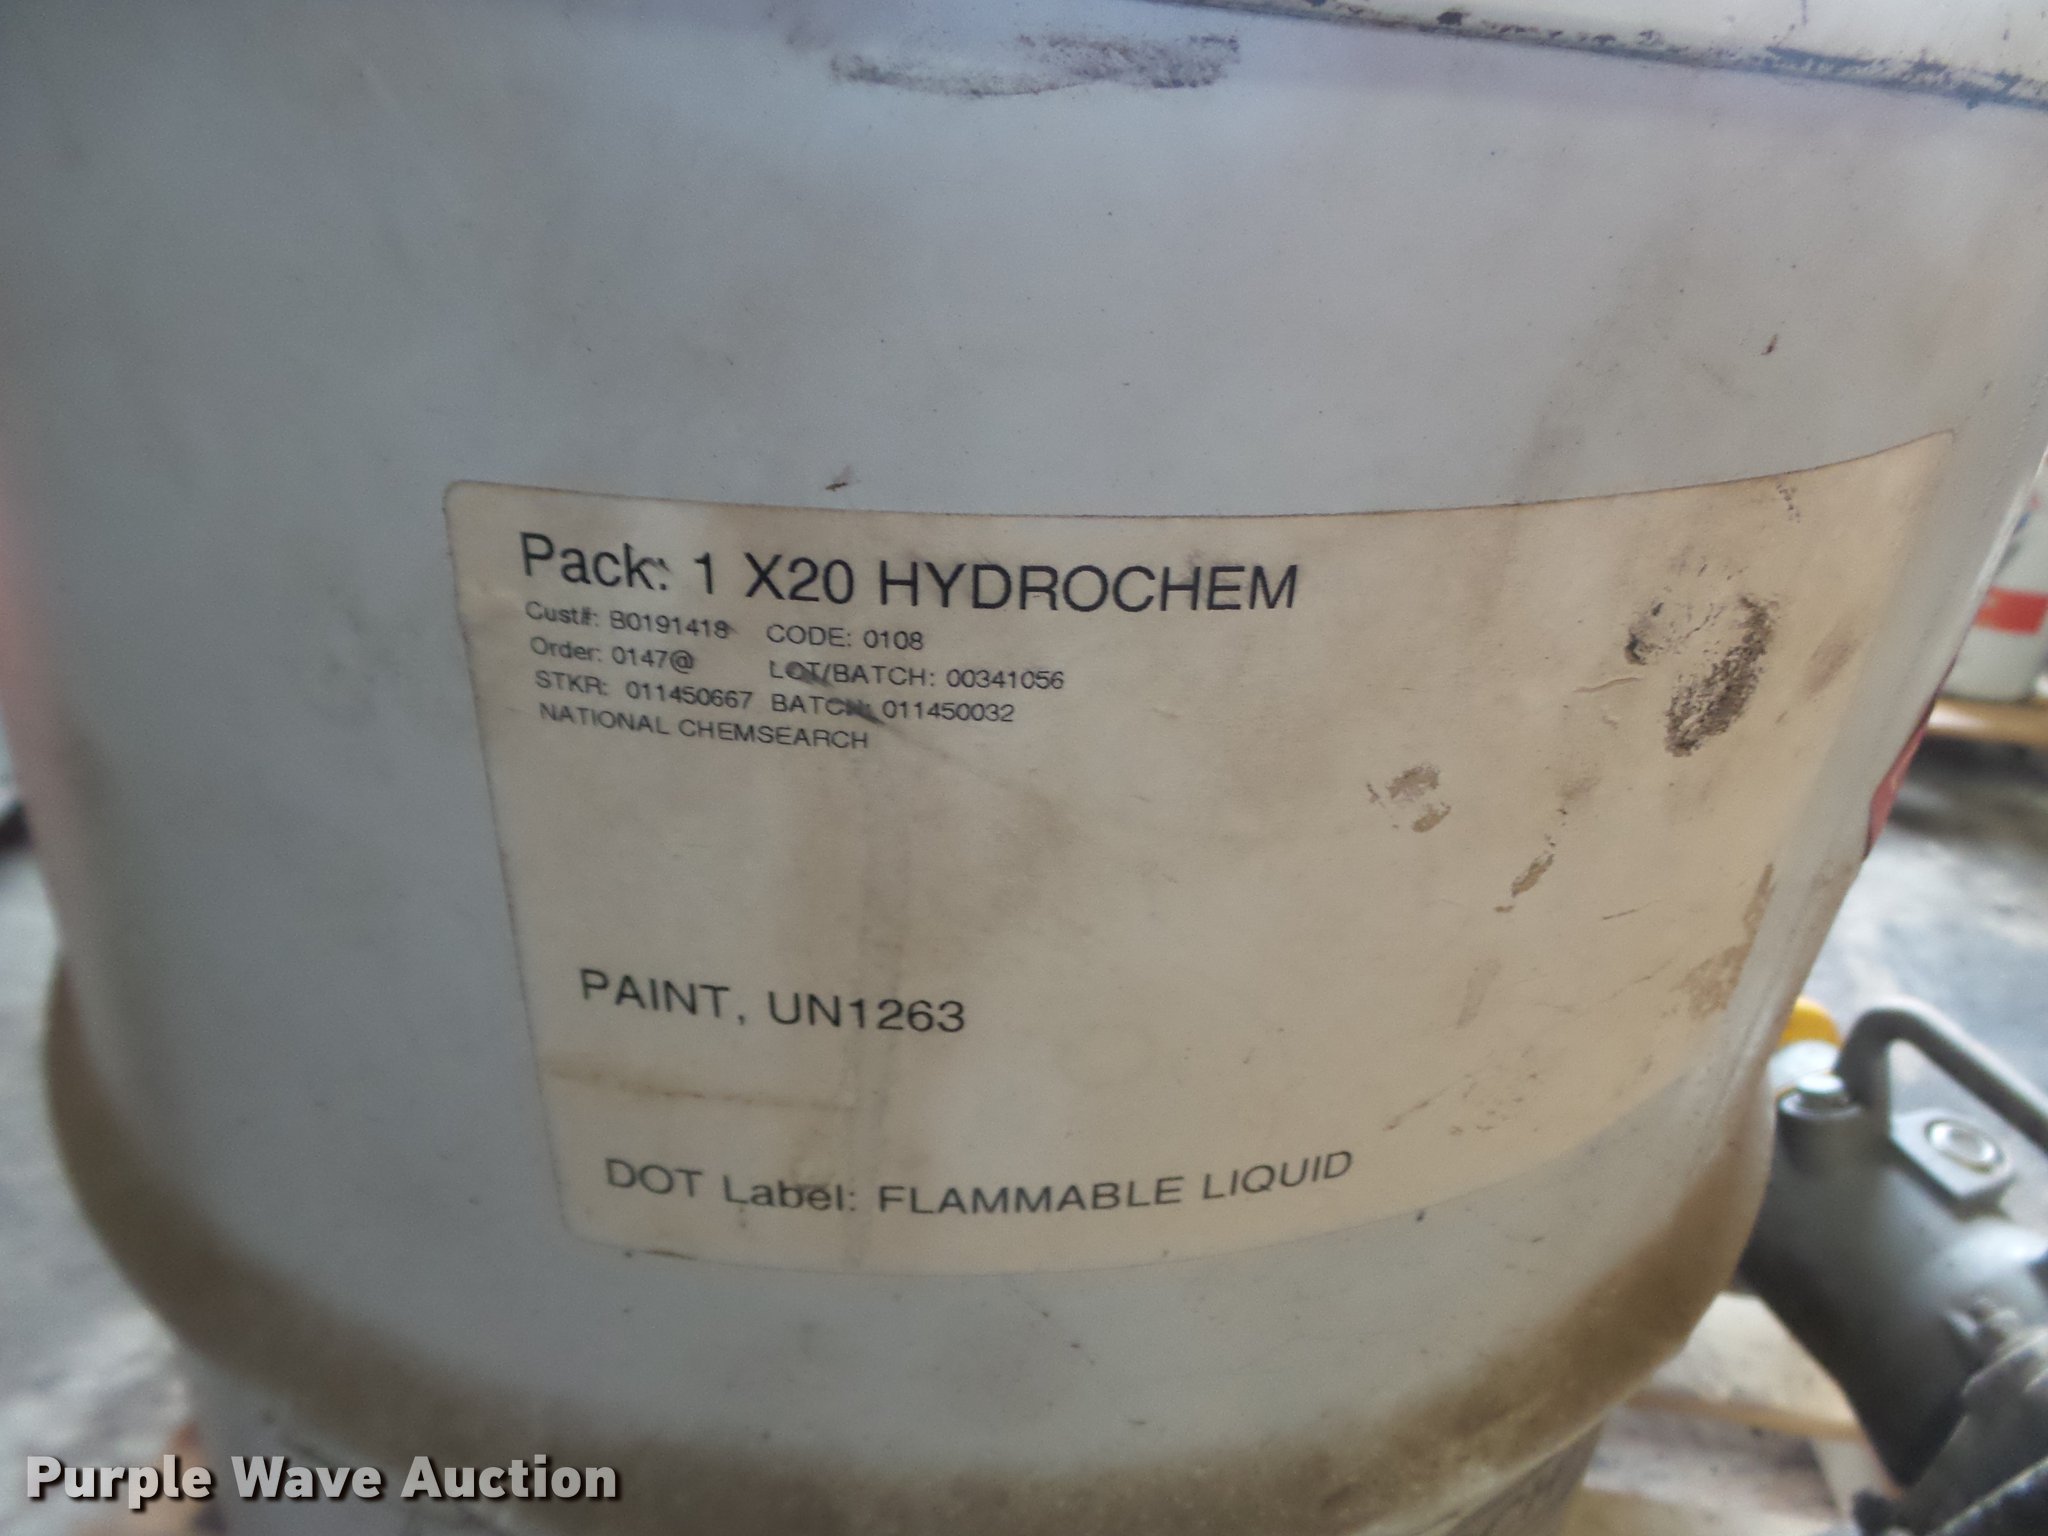 Pack: 1 X20 HYDROCHEM
Cust#: B0191418 CODE: 0108
Order: 0147@ LOT/BATCH: 00341056
STKR: 011450667 BATCH: 011450032
NATIONAL CHEMSEARCH
PAINT, UN1263
DOT Label: FLAMMABLE LIQUID
Purple Wave Auction